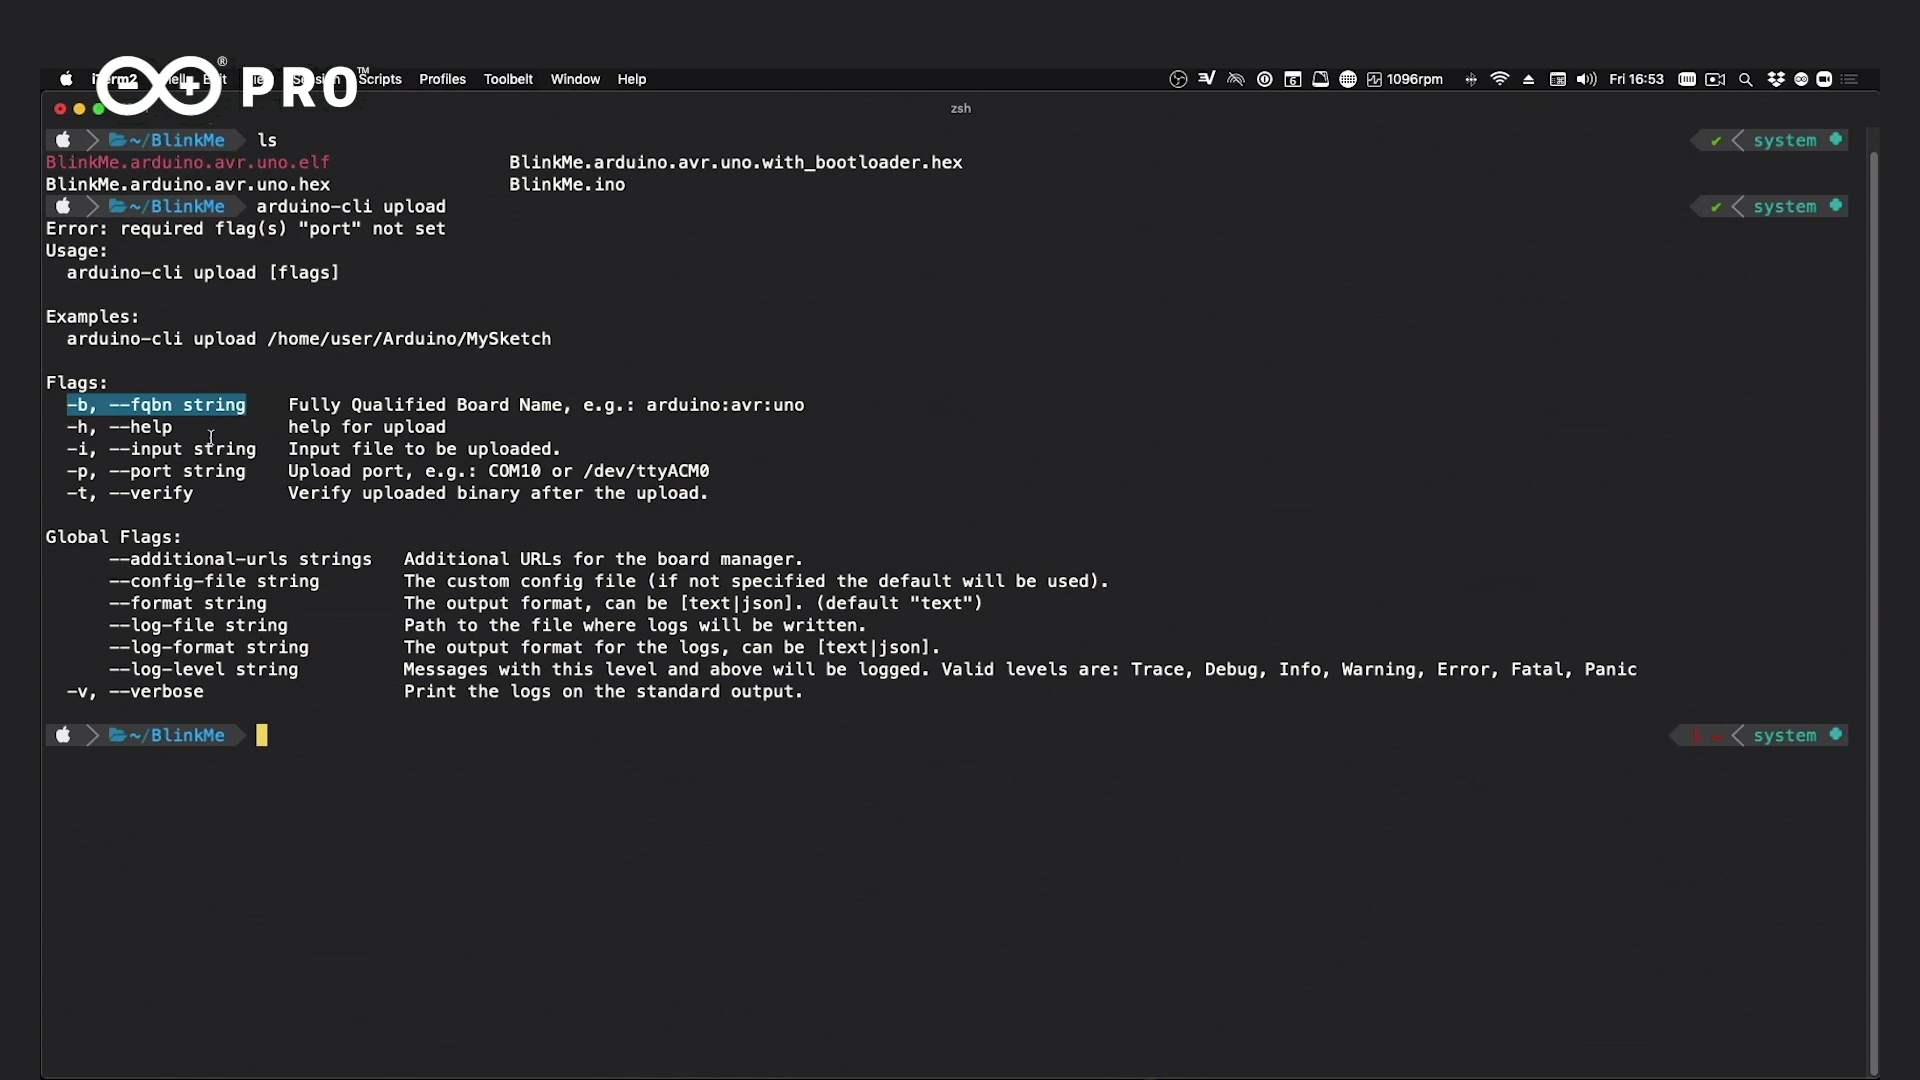 PRO™
Scripts Profiles Toolbelt Window Help 1096rpm Fri 16:53
zsh
~/BlinkMe ls system
BlinkMe.arduino.avr.uno.elf BlinkMe.arduino.avr.uno.with_bootloader.hex
BlinkMe.arduino.avr.uno.hex BlinkMe.ino
~/BlinkMe arduino-cli upload system
Error: required flag(s) "port" not set
Usage:
arduino-cli upload [flags]
Examples:
arduino-cli upload /home/user/Arduino/MySketch
Flags:
-b, --fqbn string Fully Qualified Board Name, e.g.: arduino:avr:uno
-h, --help help for upload
-i, --input string Input file to be uploaded.
-p, --port string Upload port, e.g.: COM10 or /dev/ttyACM0
-t, --verify Verify uploaded binary after the upload.
Global Flags:
--additional-urls strings Additional URLs for the board manager.
--config-file string The custom config file (if not specified the default will be used).
--format string The output format, can be [text|json]. (default "text")
--log-file string Path to the file where logs will be written.
--log-format string The output format for the logs, can be [text|json].
--log-level string Messages with this level and above will be logged. Valid levels are: Trace, Debug, Info, Warning, Error, Fatal, Panic
-v, --verbose Print the logs on the standard output.
~/BlinkMe system